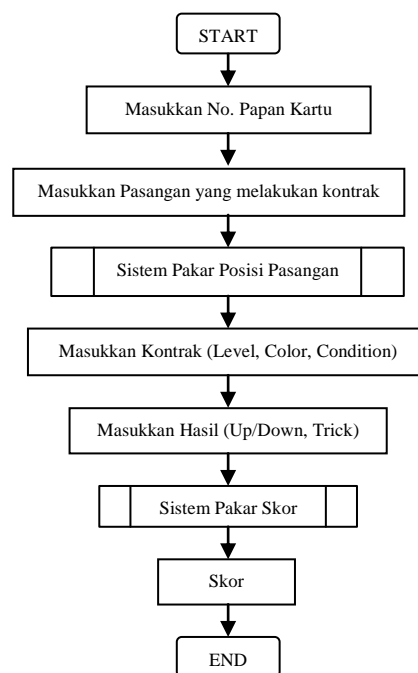 START
Masukkan No. Papan Kartu
Masukkan Pasangan yang melakukan kontrak
Sistem Pakar Posisi Pasangan
Masukkan Kontrak (Level, Color, Condition)
Masukkan Hasil (Up/Down, Trick)
Sistem Pakar Skor
Skor
END